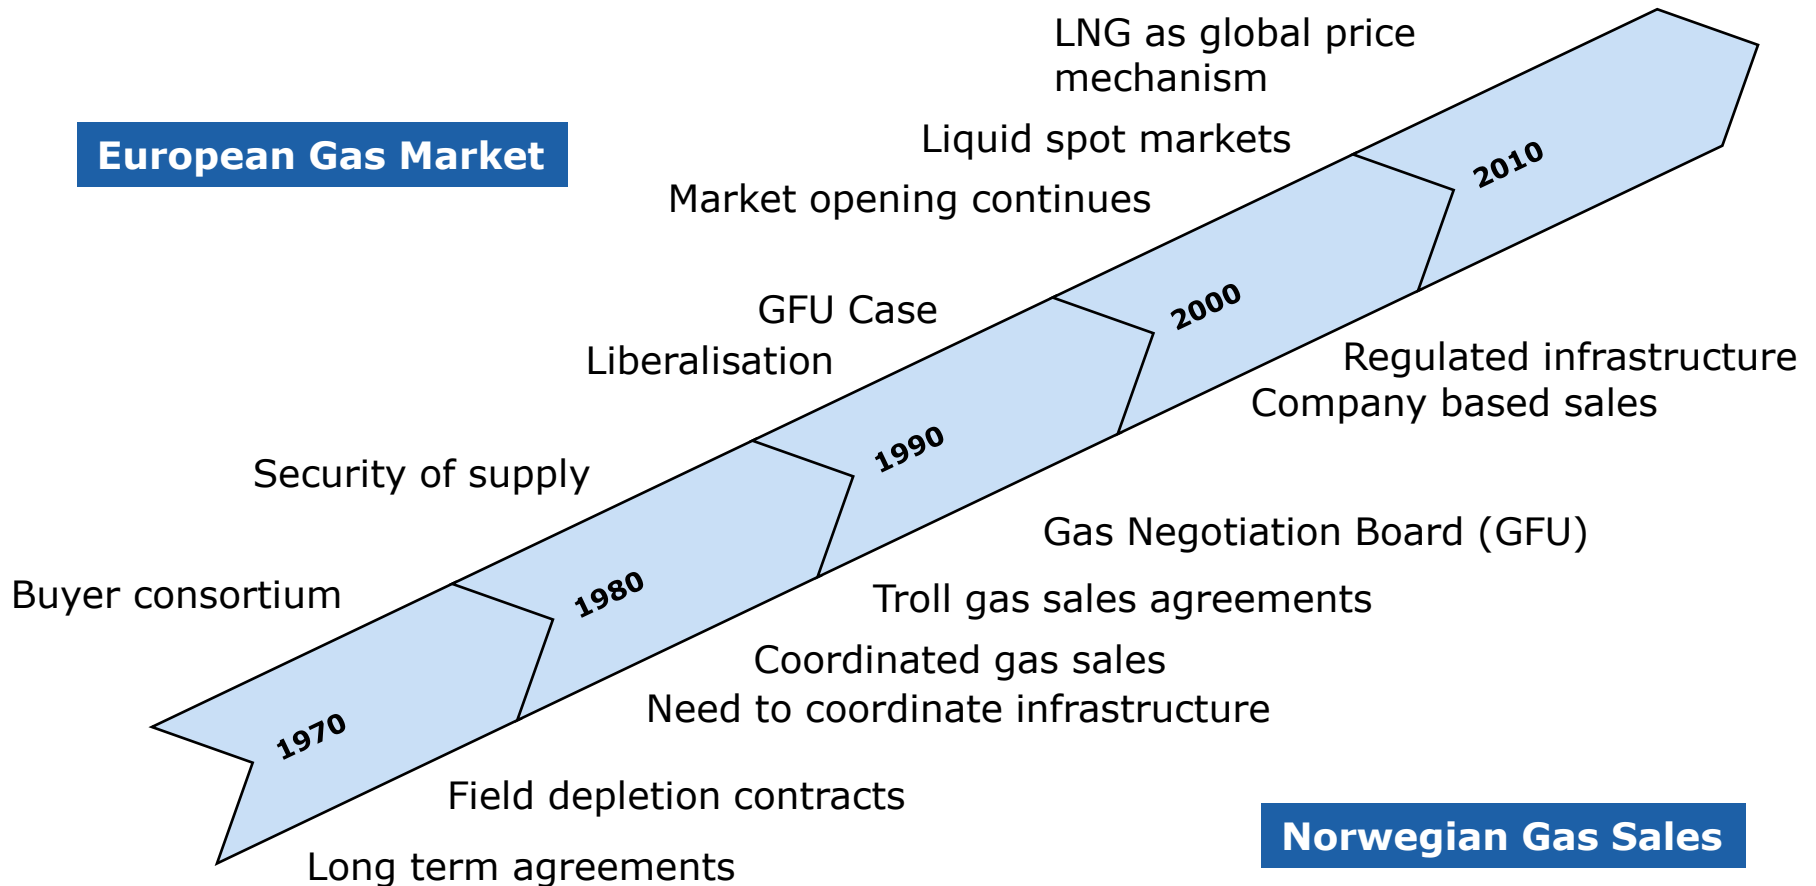 LNG as global price
mechanism
European Gas Market
Liquid spot markets
2010
Market opening continues
GFU Case
2000
Liberalisation
Regulated infrastructure
Company based sales
1990
Security of supply
Gas Negotiation Board (GFU)
Buyer consortium
1980
Troll gas sales agreements
Coordinated gas sales
Need to coordinate infrastructure
1970
Field depletion contracts
Norwegian Gas Sales
Long term agreements